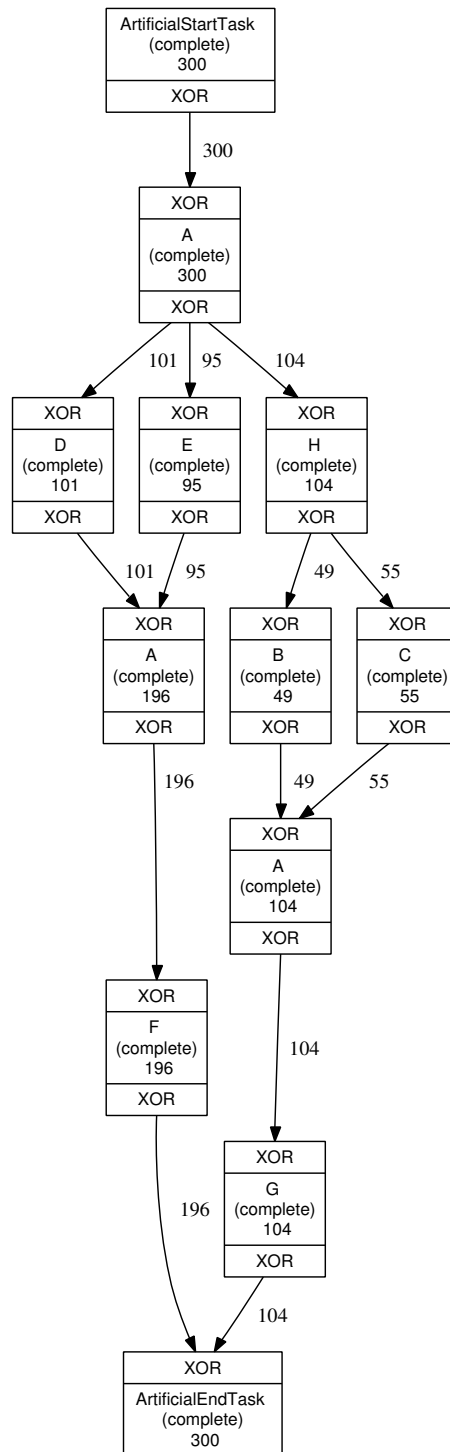 ArtificialStartTask
(complete)
300
XOR
300
XOR
A
(complete)
300
XOR
101
95
104
XOR
D
(complete)
101
XOR
XOR
E
(complete)
95
XOR
XOR
H
(complete)
104
XOR
101
95
49
55
XOR
A
(complete)
196
XOR
XOR
B
(complete)
49
XOR
XOR
C
(complete)
55
XOR
196
49
55
XOR
A
(complete)
104
XOR
104
XOR
F
(complete)
196
XOR
XOR
G
(complete)
104
XOR
196
104
XOR
ArtificialEndTask
(complete)
300